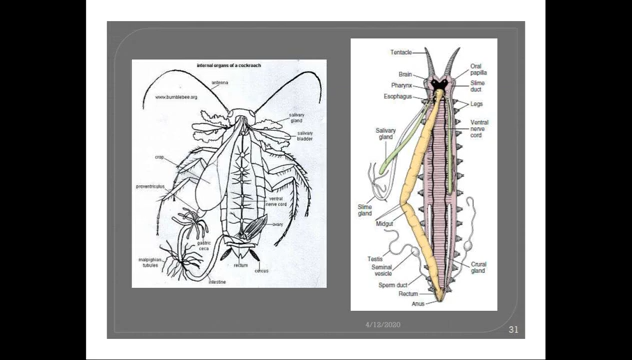 internal organs of a cockroach
antenna
www.bumblebee.org
salivary
gland
salivary
bladder
crop
proventriculus
ventral
nerve cord
ovary
gastric
ceca
malpighian
tubules
rectum
cercus
intestine
Tentacle
Oral
papilla
Brain
Slime
duct
Pharynx
Esophagus
Legs
Ventral
nerve
cord
Salivary
gland
Slime
gland
Midgut
Testis
Seminal
vesicle
Crural
gland
Sperm duct
Rectum
Anus
4/12/2020
31